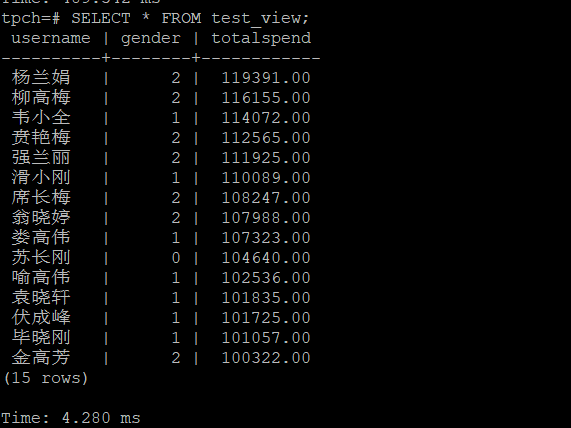 Time: 409.542 ms
tpch=# SELECT * FROM test_view;
username | gender | totalspend
----------+--------+------------
杨兰娟 | 2 | 119391.00
柳高梅 | 2 | 116155.00
韦小全 | 1 | 114072.00
贲艳梅 | 2 | 112565.00
强兰丽 | 2 | 111925.00
滑小刚 | 1 | 110089.00
席长梅 | 2 | 108247.00
翁晓婷 | 2 | 107988.00
娄高伟 | 1 | 107323.00
苏长刚 | 0 | 104640.00
喻高伟 | 1 | 102536.00
袁晓轩 | 1 | 101835.00
伏成峰 | 1 | 101725.00
毕晓刚 | 1 | 101057.00
金高芳 | 2 | 100322.00
(15 rows)
Time: 4.280 ms